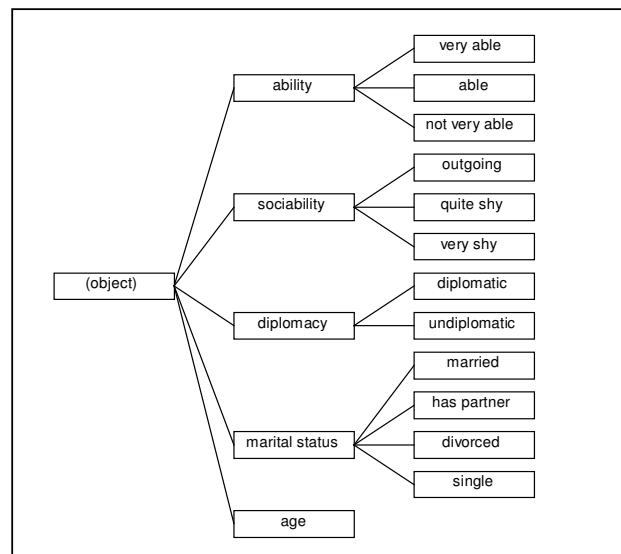 very able
ability
able
not very able
outgoing
sociability
quite shy
very shy
(object)
diplomatic
diplomacy
undiplomatic
married
has partner
marital status
divorced
single
age